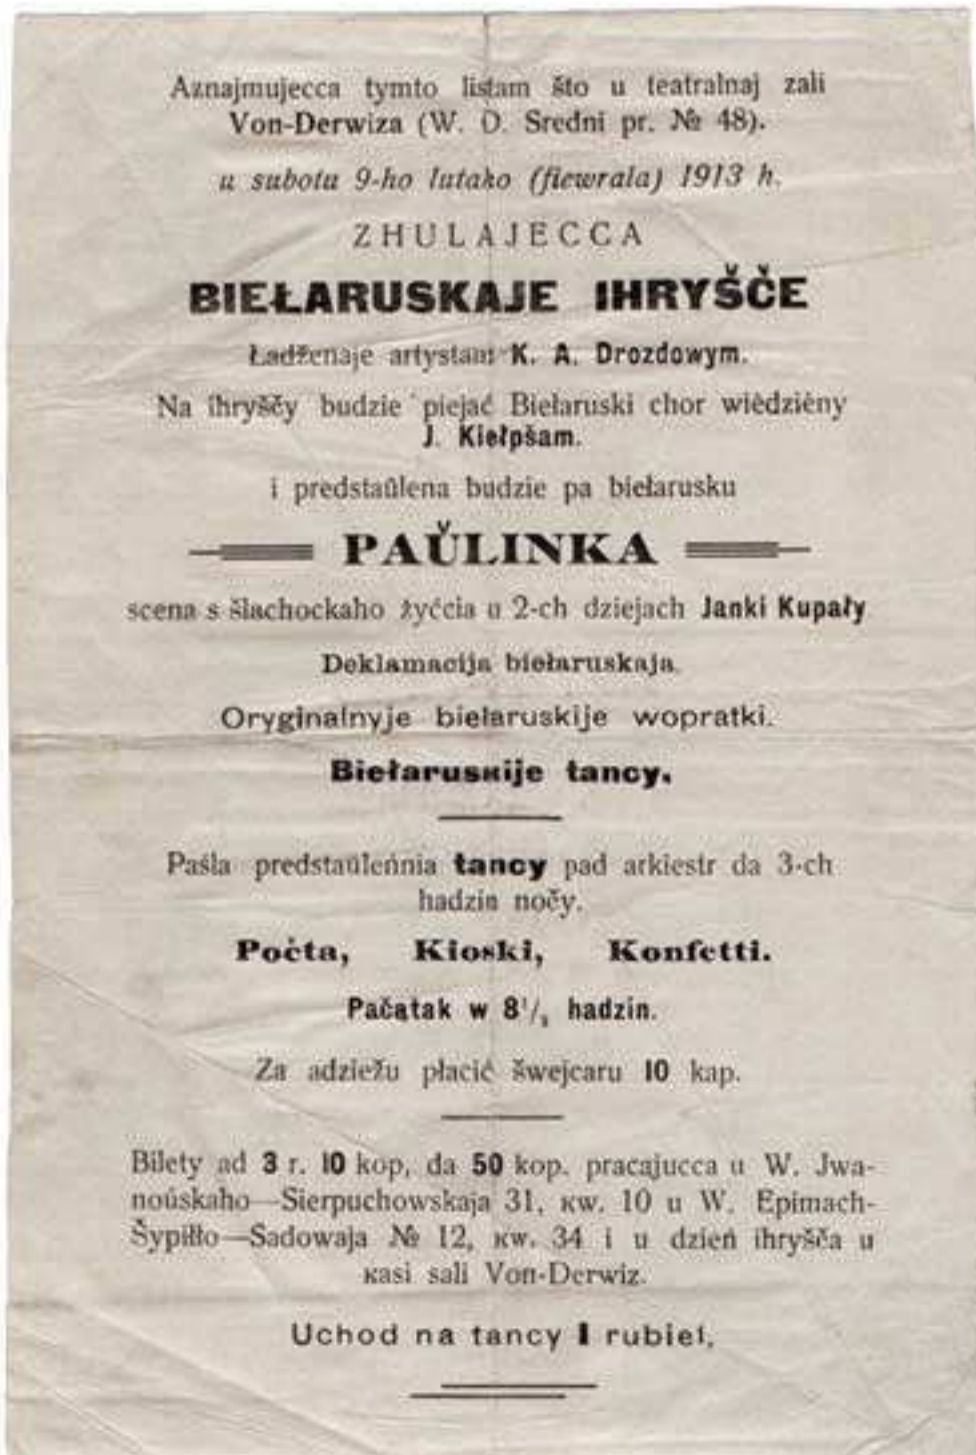 Aznajmujecca tymto listam što u teatralnaj zali
Von-Derwiza (W. O. Sredni pr. № 48).
u subotu 9-ho lutaho (fiewrala) 1913 h.
ZHULAJECCA
BIEŁARUSKAJE IHRYŠČE
Ładženaje artystam K. A. Drozdowym.
Na ihryščy budzie piejać Biełaruski chor wiėdziėny
J. Kiełpšam.
i predstaŭlena budzie pa biełarusku
PAŬLINKA
scena s šlachockaho žyćcia u 2-ch dziejach Janki Kupały
Deklamacija biełaruskaja.
Oryginalnyje biełaruskije wopratki.
Biełaruskije tancy.
Paśla predstaŭleńnia tancy pad arkiestr da 3-ch
hadzin nočy.
Počta, Kioski, Konfetti.
Pačatak w 8½ hadzin.
Za adziežu płacić šwejcaru 10 kap.
Bilety ad 3 r. 10 kop, da 50 kop. pracajucca u W. Jwa-
noŭskaho—Sierpuchowskaja 31, кw. 10 u W. Epimach-
Šypiłło—Sadowaja № 12, кw. 34 i u dzień ihryšča u
кasi sali Von-Derwiz.
Uchod na tancy 1 rubieł.